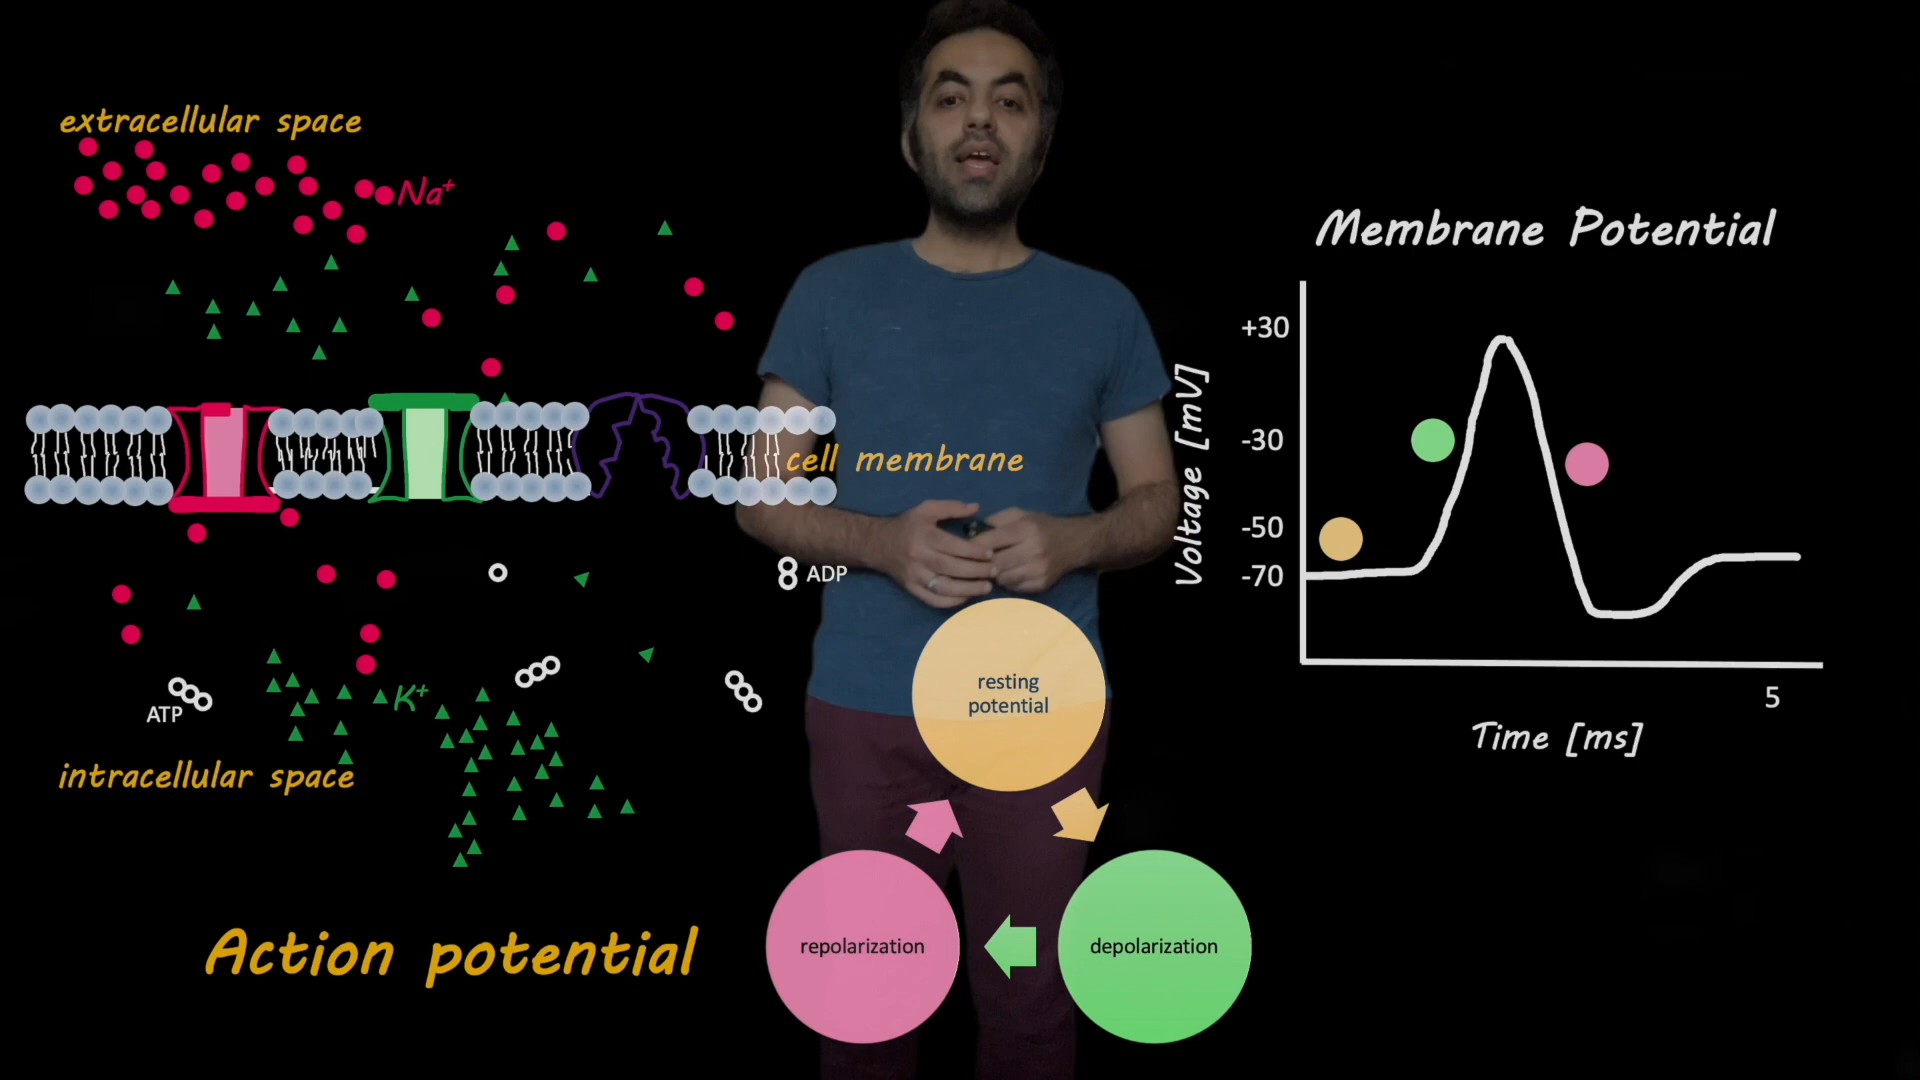 extracellular space
Na+
Membrane Potential
+30
-30
-50
-70
Voltage [mV]
5
Time [ms]
cell membrane
ADP
ATP
K+
intracellular space
resting
potential
repolarization
depolarization
Action potential